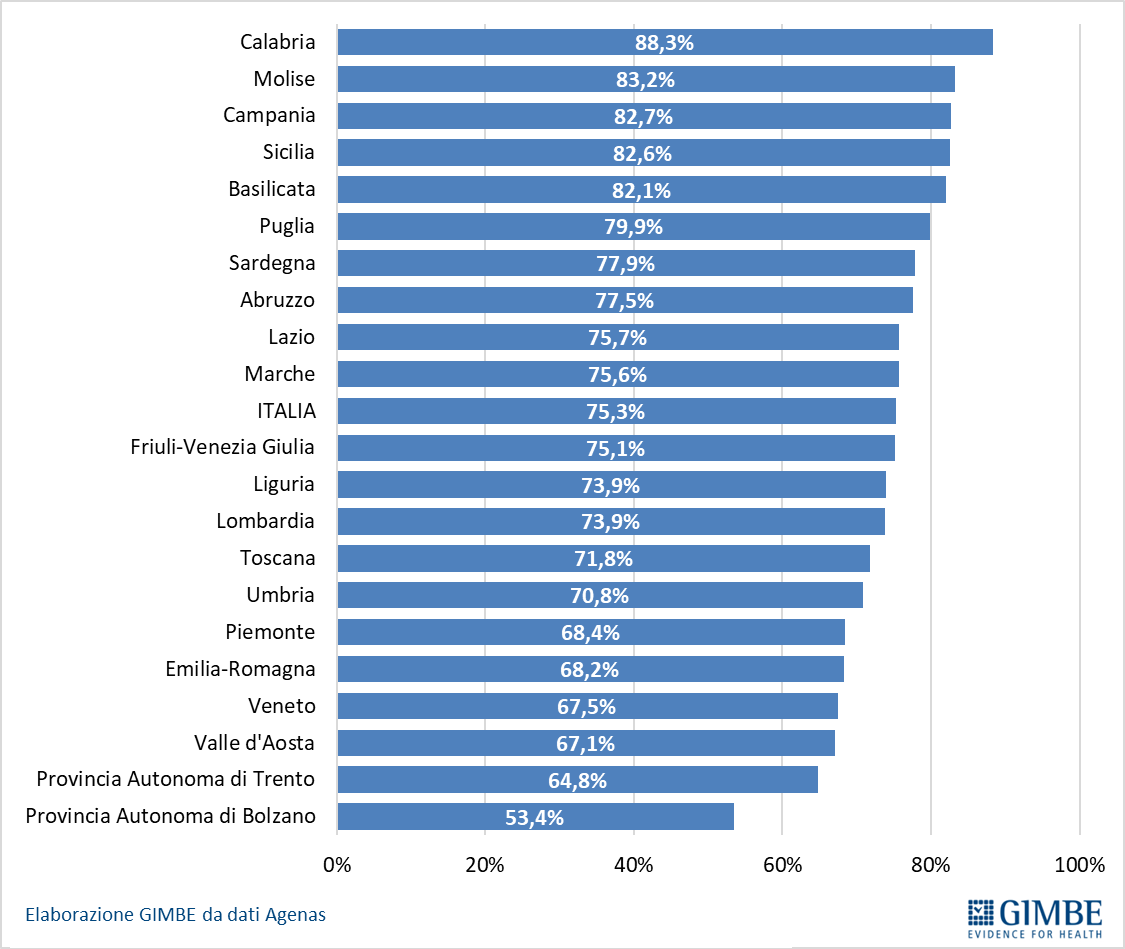 Calabria 88,3%
Molise 83,2%
Campania 82,7%
Sicilia 82,6%
Basilicata 82,1%
Puglia 79,9%
Sardegna 77,9%
Abruzzo 77,5%
Lazio 75,7%
Marche 75,6%
ITALIA 75,3%
Friuli-Venezia Giulia 75,1%
Liguria 73,9%
Lombardia 73,9%
Toscana 71,8%
Umbria 70,8%
Piemonte 68,4%
Emilia-Romagna 68,2%
Veneto 67,5%
Valle d'Aosta 67,1%
Provincia Autonoma di Trento 64,8%
Provincia Autonoma di Bolzano 53,4%
0% 20% 40% 60% 80% 100%
Elaborazione GIMBE da dati Agenas
GIMBE
EVIDENCE FOR HEALTH